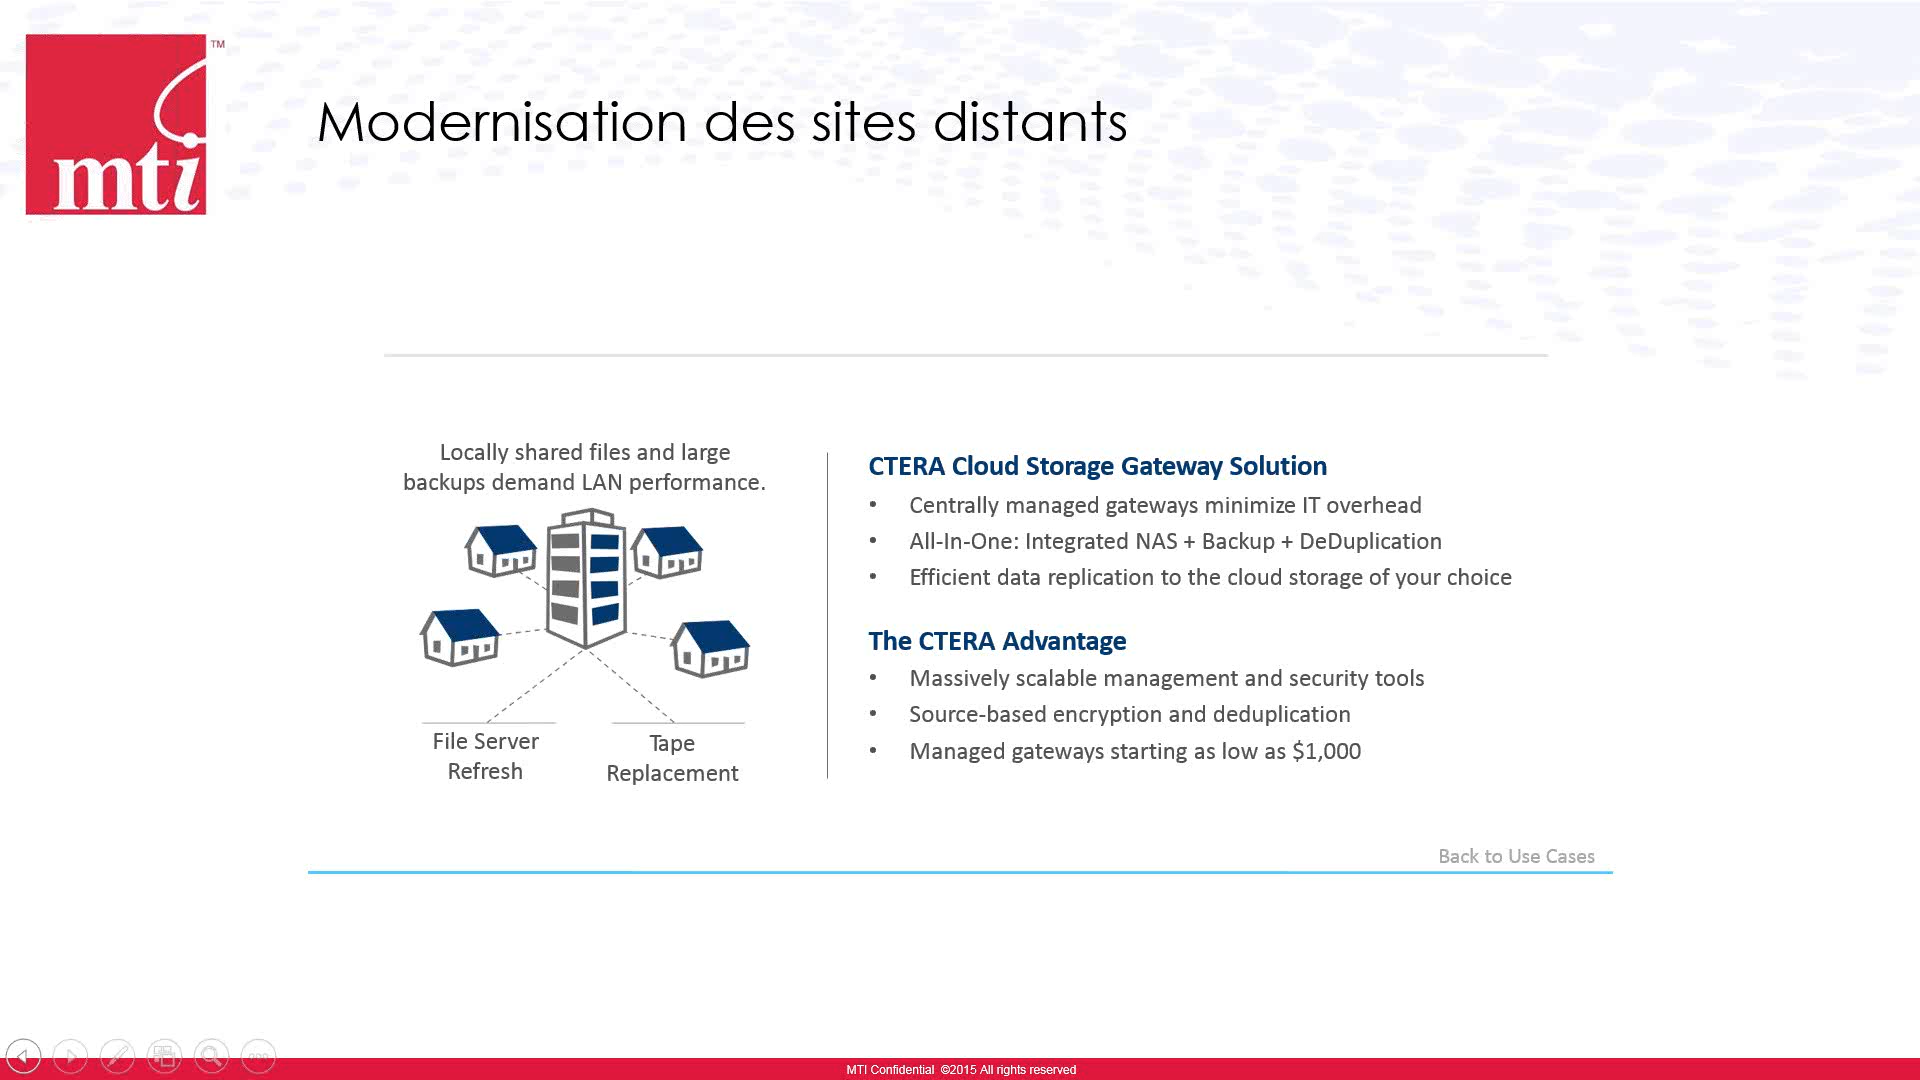 mti
TM
Modernisation des sites distants
Locally shared files and large
backups demand LAN performance.
File Server
Refresh
Tape
Replacement
CTERA Cloud Storage Gateway Solution
• Centrally managed gateways minimize IT overhead
• All-In-One: Integrated NAS + Backup + DeDuplication
• Efficient data replication to the cloud storage of your choice
The CTERA Advantage
• Massively scalable management and security tools
• Source-based encryption and deduplication
• Managed gateways starting as low as $1,000
Back to Use Cases
MTI Confidential ©2015 All rights reserved